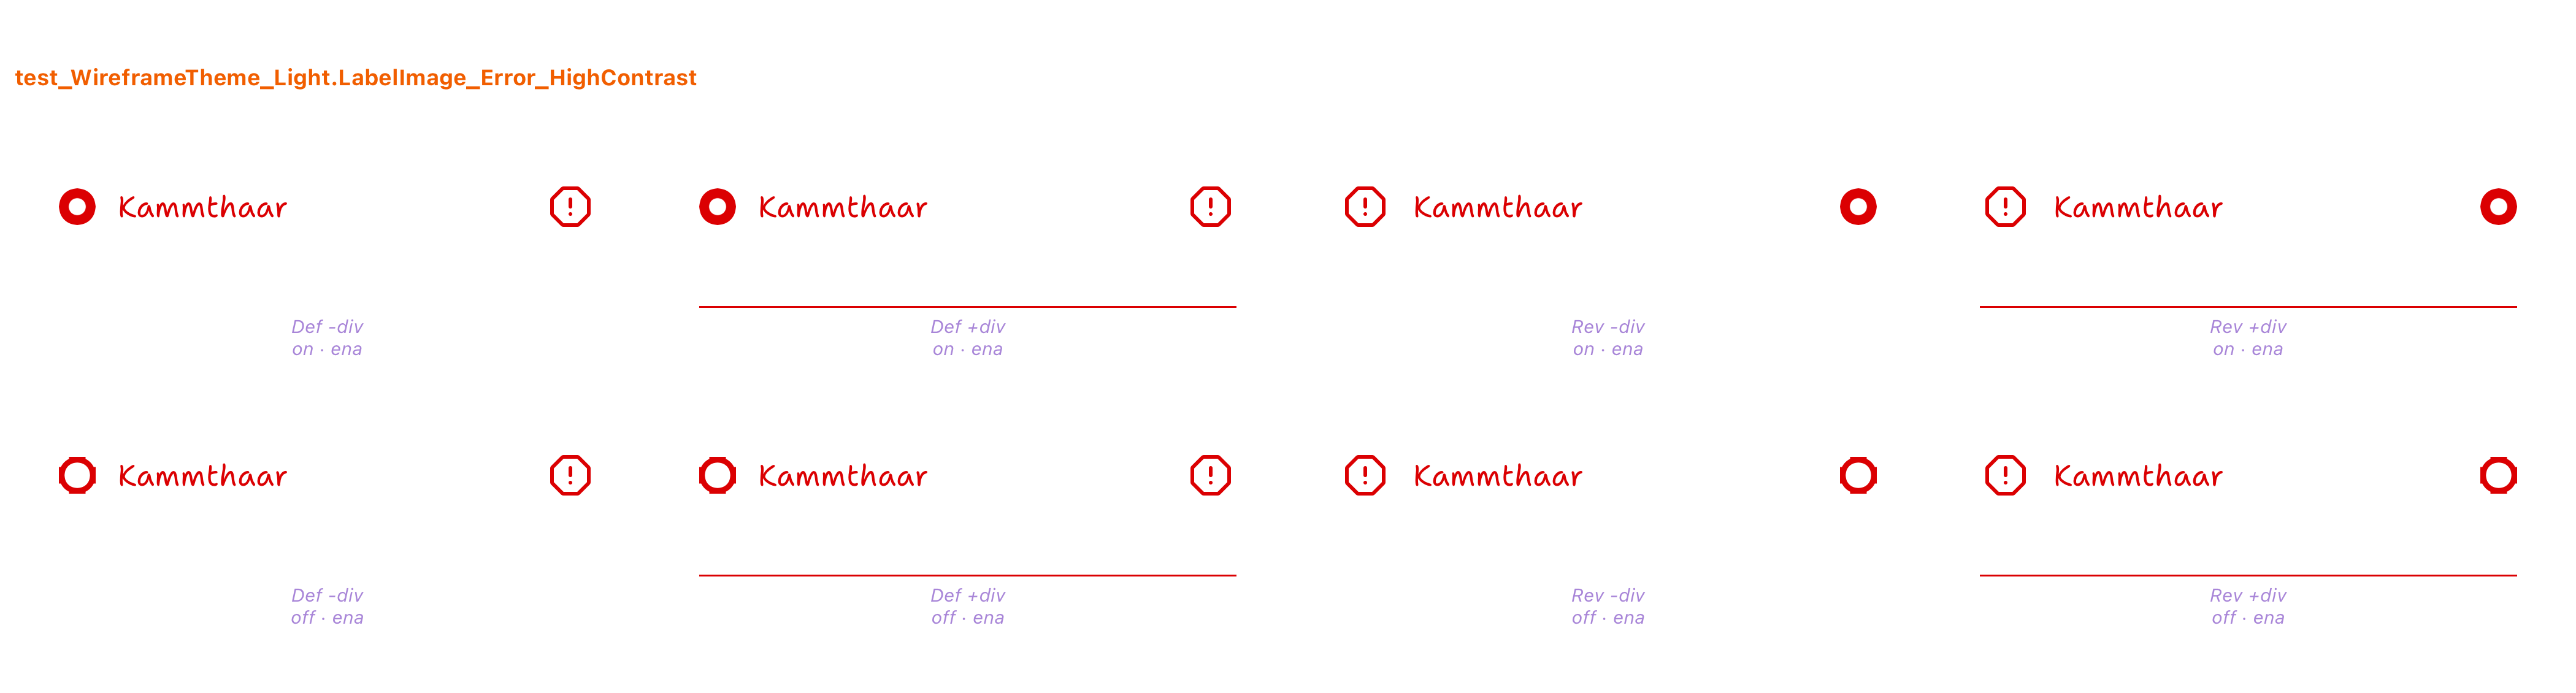 test_WireframeTheme_Light.LabelImage_Error_HighContrast
Kammthaar
Kammthaar
Kammthaar
Kammthaar
Def -div
on · ena
Def +div
on · ena
Rev -div
on · ena
Rev +div
on · ena
Kammthaar
Kammthaar
Kammthaar
Kammthaar
Def -div
off · ena
Def +div
off · ena
Rev -div
off · ena
Rev +div
off · ena